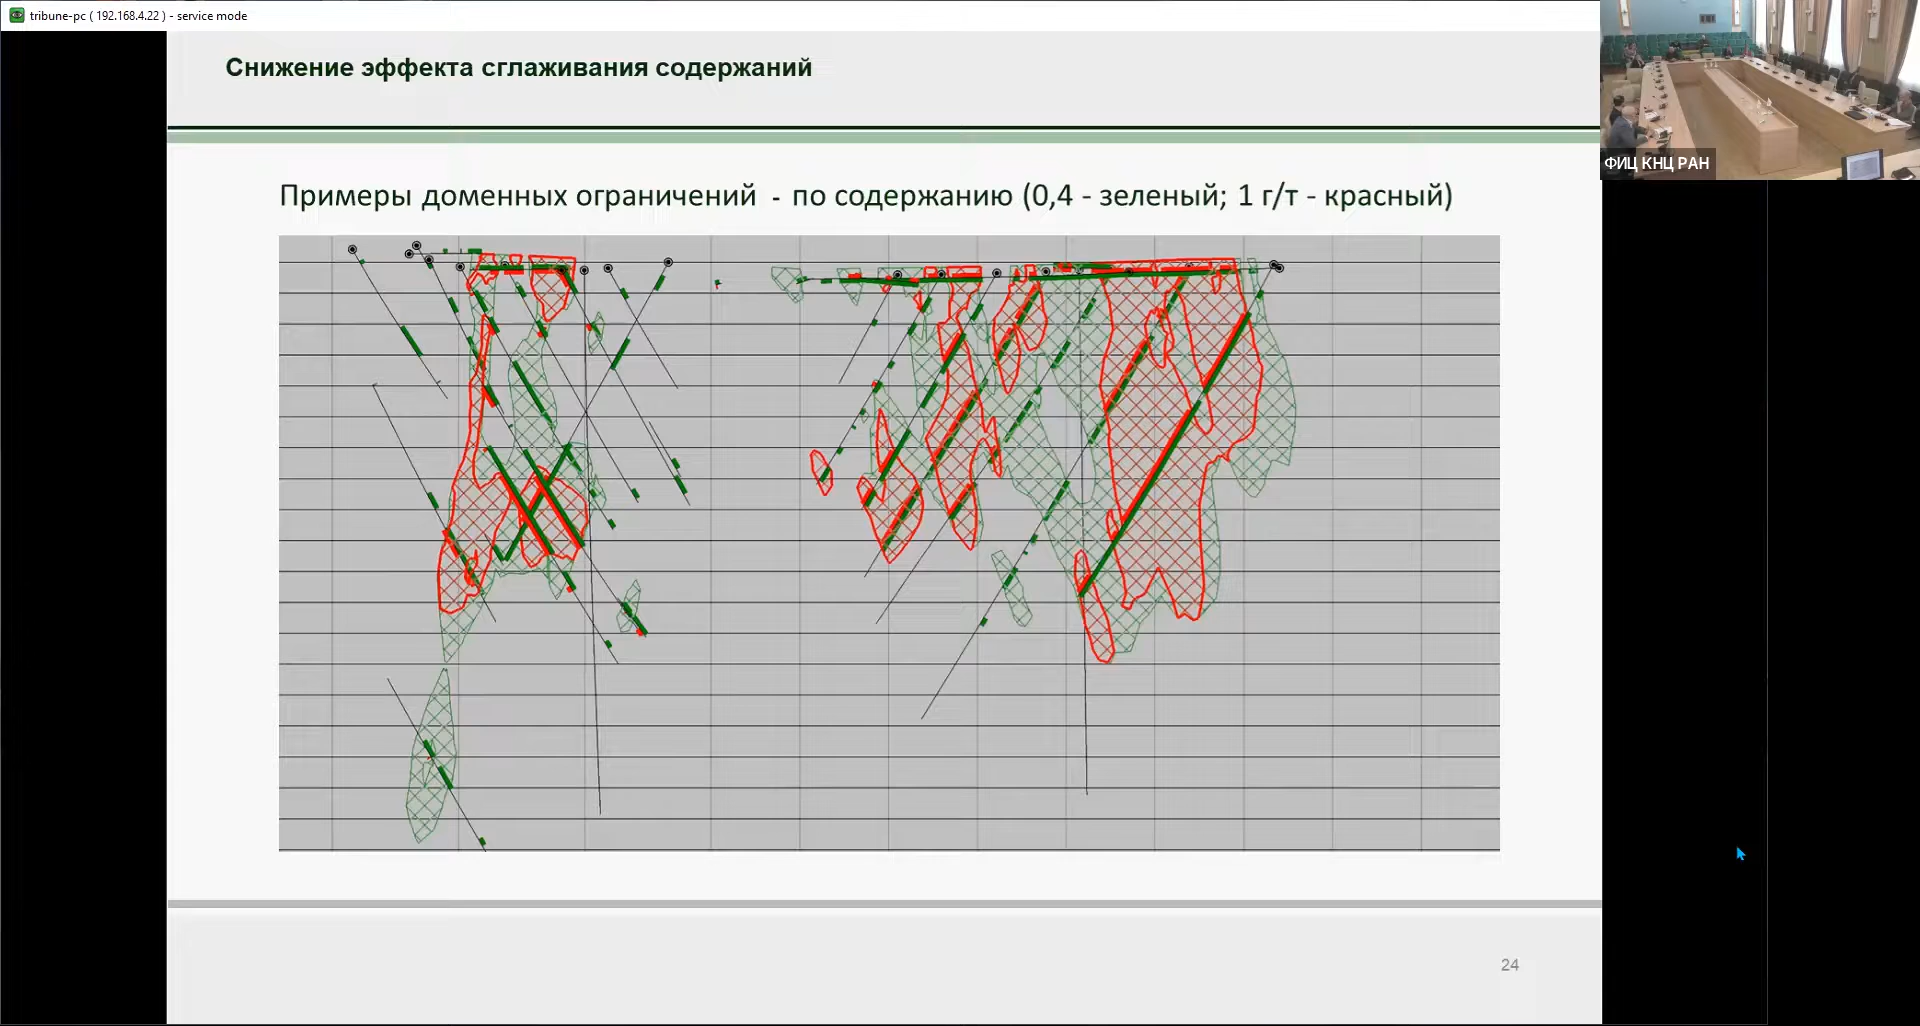 tribune-pc ( 192.168.4.22 ) - service mode
Снижение эффекта сглаживания содержаний
ФИЦ КНЦ РАН
Примеры доменных ограничений - по содержанию (0,4 - зеленый; 1 г/т - красный)
24